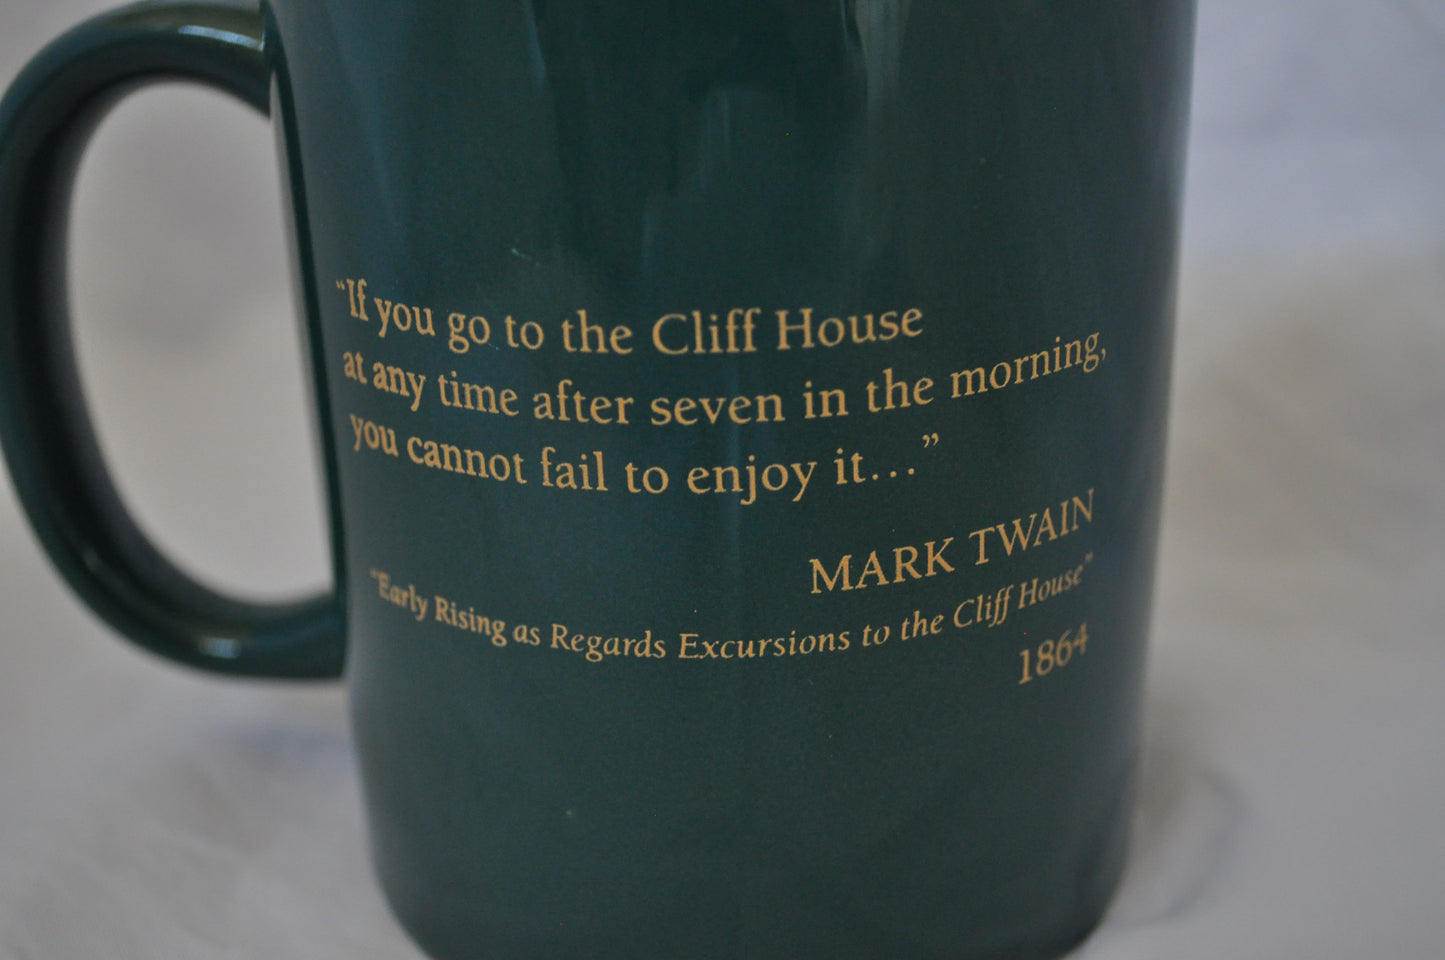 “If you go to the Cliff House
at any time after seven in the morning,
you cannot fail to enjoy it...”
MARK TWAIN
“Early Rising as Regards Excursions to the Cliff House”
1864